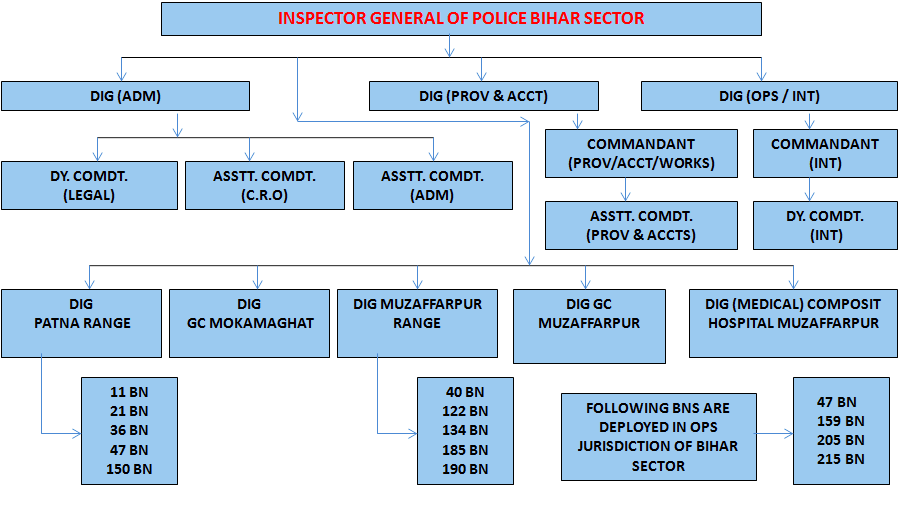 INSPECTOR GENERAL OF POLICE BIHAR SECTOR
DIG (ADM)
DIG (PROV & ACCT)
DIG (OPS / INT)
COMMANDANT
(PROV/ACCT/WORKS)
COMMANDANT
(INT)
DY. COMDT.
(LEGAL)
ASSTT. COMDT.
(C.R.O)
ASSTT. COMDT.
(ADM)
ASSTT. COMDT.
(PROV & ACCTS)
DY. COMDT.
(INT)
DIG
PATNA RANGE
DIG
GC MOKAMAGHAT
DIG MUZAFFARPUR
RANGE
DIG GC
MUZAFFARPUR
DIG (MEDICAL) COMPOSIT
HOSPITAL MUZAFFARPUR
11 BN
21 BN
36 BN
47 BN
150 BN
40 BN
122 BN
134 BN
185 BN
190 BN
FOLLOWING BNS ARE
DEPLOYED IN OPS
JURISDICTION OF BIHAR
SECTOR
47 BN
159 BN
205 BN
215 BN